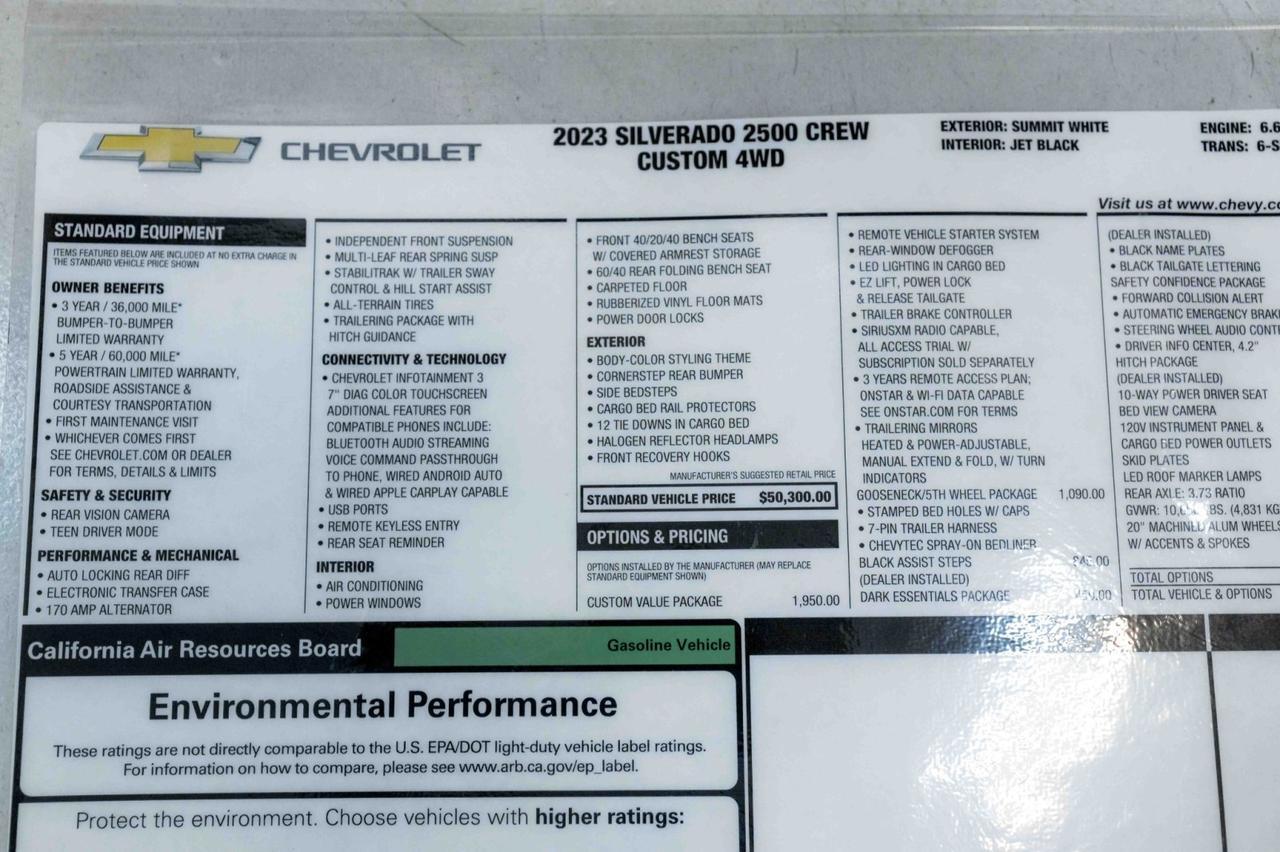 CHEVROLET
2023 SILVERADO 2500 CREW
CUSTOM 4WD
EXTERIOR: SUMMIT WHITE
INTERIOR: JET BLACK
ENGINE: 6.6
TRANS: 6-S
Visit us at www.chevy.co
STANDARD EQUIPMENT
ITEMS FEATURED BELOW ARE INCLUDED AT NO EXTRA CHARGE IN
THE STANDARD VEHICLE PRICE SHOWN
OWNER BENEFITS
• 3 YEAR / 36,000 MILE*
BUMPER-TO-BUMPER
LIMITED WARRANTY
• 5 YEAR / 60,000 MILE*
POWERTRAIN LIMITED WARRANTY,
ROADSIDE ASSISTANCE &
COURTESY TRANSPORTATION
• FIRST MAINTENANCE VISIT
• WHICHEVER COMES FIRST
SEE CHEVROLET.COM OR DEALER
FOR TERMS, DETAILS & LIMITS
SAFETY & SECURITY
• REAR VISION CAMERA
• TEEN DRIVER MODE
PERFORMANCE & MECHANICAL
• AUTO LOCKING REAR DIFF
• ELECTRONIC TRANSFER CASE
• 170 AMP ALTERNATOR
• INDEPENDENT FRONT SUSPENSION
• MULTI-LEAF REAR SPRING SUSP
• STABILITRAK W/ TRAILER SWAY
CONTROL & HILL START ASSIST
• ALL-TERRAIN TIRES
• TRAILERING PACKAGE WITH
HITCH GUIDANCE
CONNECTIVITY & TECHNOLOGY
• CHEVROLET INFOTAINMENT 3
7" DIAG COLOR TOUCHSCREEN
ADDITIONAL FEATURES FOR
COMPATIBLE PHONES INCLUDE:
BLUETOOTH AUDIO STREAMING
VOICE COMMAND PASSTHROUGH
TO PHONE, WIRED ANDROID AUTO
& WIRED APPLE CARPLAY CAPABLE
• USB PORTS
• REMOTE KEYLESS ENTRY
• REAR SEAT REMINDER
INTERIOR
• AIR CONDITIONING
• POWER WINDOWS
• FRONT 40/20/40 BENCH SEATS
W/ COVERED ARMREST STORAGE
• 60/40 REAR FOLDING BENCH SEAT
• CARPETED FLOOR
• RUBBERIZED VINYL FLOOR MATS
• POWER DOOR LOCKS
EXTERIOR
• BODY-COLOR STYLING THEME
• CORNERSTEP REAR BUMPER
• SIDE BEDSTEPS
• CARGO BED RAIL PROTECTORS
• 12 TIE DOWNS IN CARGO BED
• HALOGEN REFLECTOR HEADLAMPS
• FRONT RECOVERY HOOKS
MANUFACTURER'S SUGGESTED RETAIL PRICE
STANDARD VEHICLE PRICE $50,300.00
OPTIONS & PRICING
OPTIONS INSTALLED BY THE MANUFACTURER (MAY REPLACE
STANDARD EQUIPMENT SHOWN)
CUSTOM VALUE PACKAGE 1,950.00
• REMOTE VEHICLE STARTER SYSTEM
• REAR-WINDOW DEFOGGER
• LED LIGHTING IN CARGO BED
• EZ LIFT, POWER LOCK
& RELEASE TAILGATE
• TRAILER BRAKE CONTROLLER
• SIRIUSXM RADIO CAPABLE,
ALL ACCESS TRIAL W/
SUBSCRIPTION SOLD SEPARATELY
• 3 YEARS REMOTE ACCESS PLAN;
ONSTAR & WI-FI DATA CAPABLE
SEE ONSTAR.COM FOR TERMS
• TRAILERING MIRRORS
HEATED & POWER-ADJUSTABLE,
MANUAL EXTEND & FOLD, W/ TURN
INDICATORS
GOOSENECK/5TH WHEEL PACKAGE 1,090.00
• STAMPED BED HOLES W/ CAPS
• 7-PIN TRAILER HARNESS
• CHEVYTEC SPRAY-ON BEDLINER
BLACK ASSIST STEPS
(DEALER INSTALLED)
DARK ESSENTIALS PACKAGE
(DEALER INSTALLED)
• BLACK NAME PLATES
• BLACK TAILGATE LETTERING
SAFETY CONFIDENCE PACKAGE
• FORWARD COLLISION ALERT
• AUTOMATIC EMERGENCY BRAKI
• STEERING WHEEL AUDIO CONT
• DRIVER INFO CENTER, 4.2"
HITCH PACKAGE
(DEALER INSTALLED)
10-WAY POWER DRIVER SEAT
BED VIEW CAMERA
120V INSTRUMENT PANEL &
CARGO BED POWER OUTLETS
SKID PLATES
LED ROOF MARKER LAMPS
REAR AXLE: 3.73 RATIO
GVWR: LBS. (4,831 KG
20" MACHINED ALUM WHEELS
W/ ACCENTS & SPOKES
TOTAL OPTIONS
TOTAL VEHICLE & OPTIONS
California Air Resources Board
Gasoline Vehicle
Environmental Performance
These ratings are not directly comparable to the U.S. EPA/DOT light-duty vehicle label ratings.
For information on how to compare, please see www.arb.ca.gov/ep_label.
Protect the environment. Choose vehicles with higher ratings: